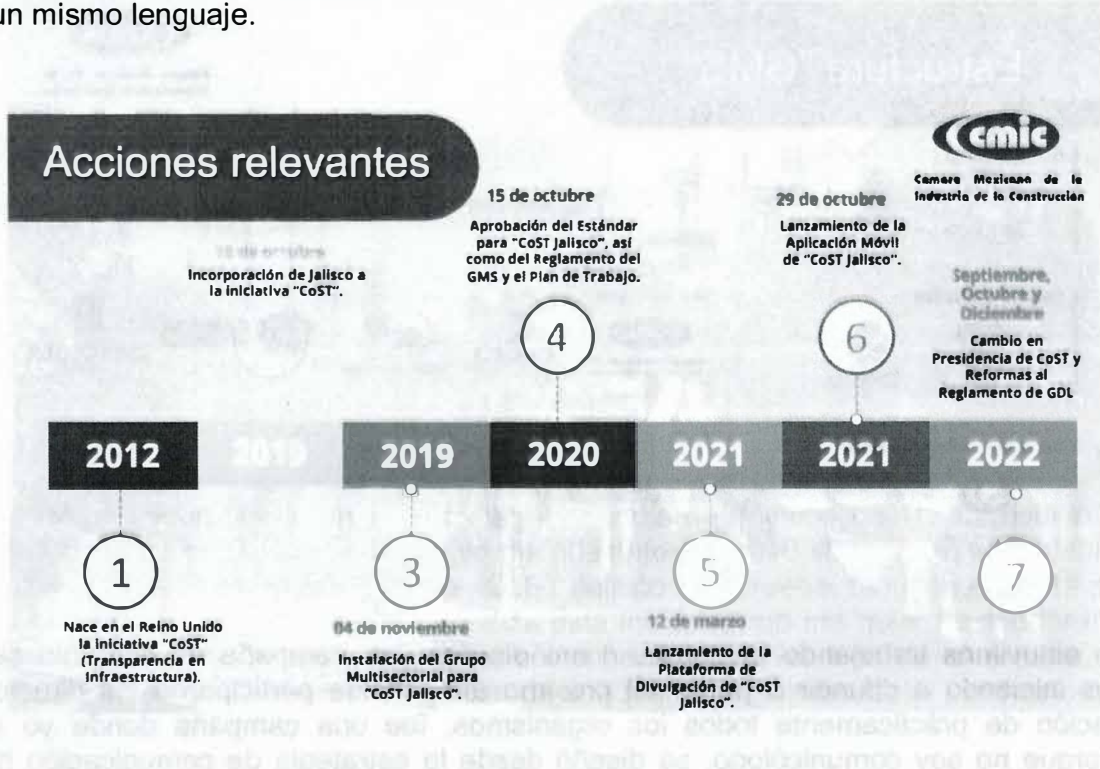 un mismo lenguaje.
Acciones relevantes
cmic
Cámara Mexicana de la
Industria de la Construcción
15 de octubre
Aprobación del Estándar
para "CoST Jalisco", así
como del Reglamento del
GMS y el Plan de Trabajo.
29 de octubre
Lanzamiento de la
Aplicación Móvil
de "CoST Jalisco".
de octubre
Incorporación de Jalisco a
la iniciativa "CoST".
Septiembre,
Octubre y
Diciembre
Cambio en
Presidencia de CoST y
Reformas al
Reglamento de GDL
4
6
2012
2019
2020
2021
2021
2022
1
3
5
7
Nace en el Reino Unido
la iniciativa "CoST"
(Transparencia en
Infraestructura).
04 de noviembre
Instalación del Grupo
Multisectorial para
"CoST Jalisco".
12 de marzo
Lanzamiento de la
Plataforma de
Divulgación de "CoST
Jalisco".